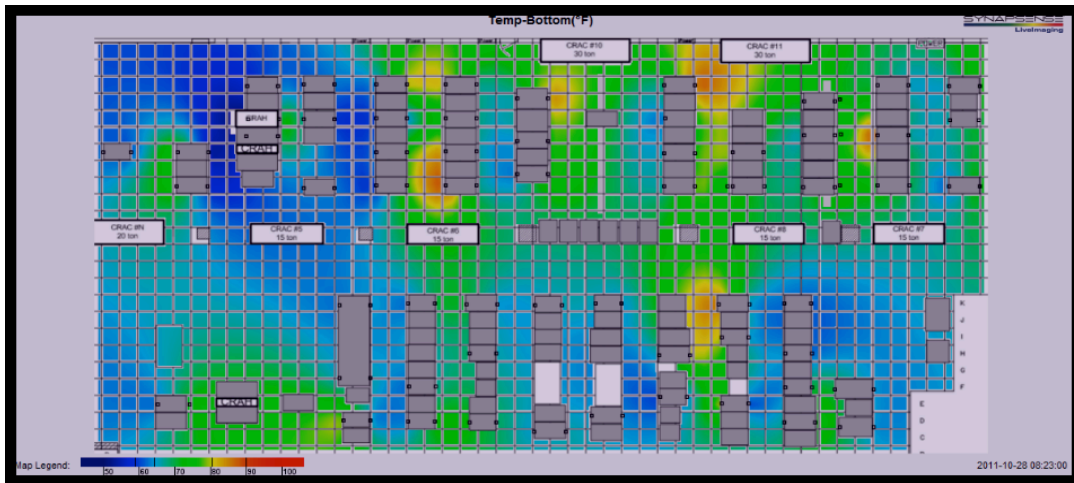 Temp-Bottom(°F)
SYNAPSENSE
LiveImaging
CRAC #10
30 ton
CRAC #11
30 ton
POWER
CRAH
CRAH
CRAC #N
20 ton
CRAC #5
15 ton
CRAC #6
15 ton
CRAC #8
15 ton
CRAC #7
15 ton
K
J
I
H
G
F
E
D
C
CRAH
Map Legend:
50 60 70 80 90 100
2011-10-28 08:23:00